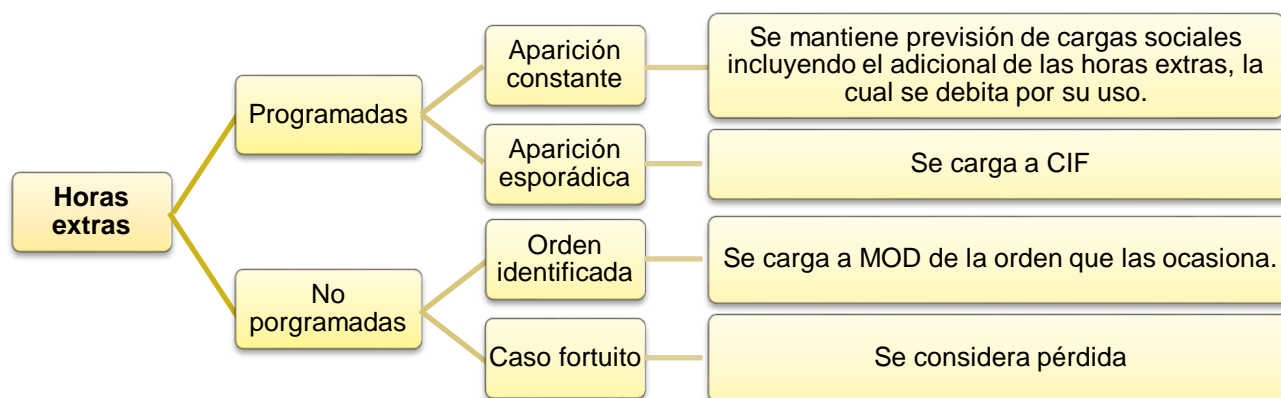 Horas
extras
Programadas
Aparición
constante
Se mantiene previsión de cargas sociales
incluyendo el adicional de las horas extras, la
cual se debita por su uso.
Aparición
esporádica
Se carga a CIF
No
porgramadas
Orden
identificada
Se carga a MOD de la orden que las ocasiona.
Caso fortuito
Se considera pérdida